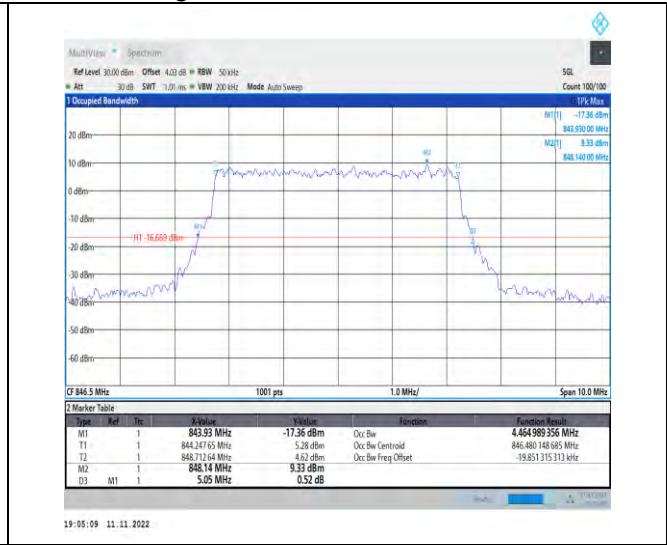 MultiView Spectrum
Ref Level 30.00 dBm Offset 4.03 dB RBW 50 kHz SGL
Att 30 dB SWT 1.01 ms VBW 200 kHz Mode Auto Sweep Count 100/100
1 Occupied Bandwidth 1Pk Max
M1[1] -17.36 dBm
843.930 00 MHz
20 dBm M2[1] 9.33 dBm
848.140 00 MHz
M2
10 dBm
0 dBm
-10 dBm
M1
H1 -16.669 dBm
-20 dBm
-30 dBm
-40 dBm
-50 dBm
-60 dBm
CF 846.5 MHz 1001 pts 1.0 MHz/ Span 10.0 MHz
2 Marker Table
Type Ref Trc X-Value Y-Value Function Function Result
M1 1 843.93 MHz -17.36 dBm Occ Bw 4.464 989 356 MHz
T1 1 844.247 65 MHz 5.28 dBm Occ Bw Centroid 846.480 148 685 MHz
T2 1 848.712 64 MHz 4.62 dBm Occ Bw Freq Offset -19.851 315 313 kHz
M2 1 848.14 MHz 9.33 dBm
D3 M1 1 5.05 MHz 0.52 dB
19:05:09 11.11.2022